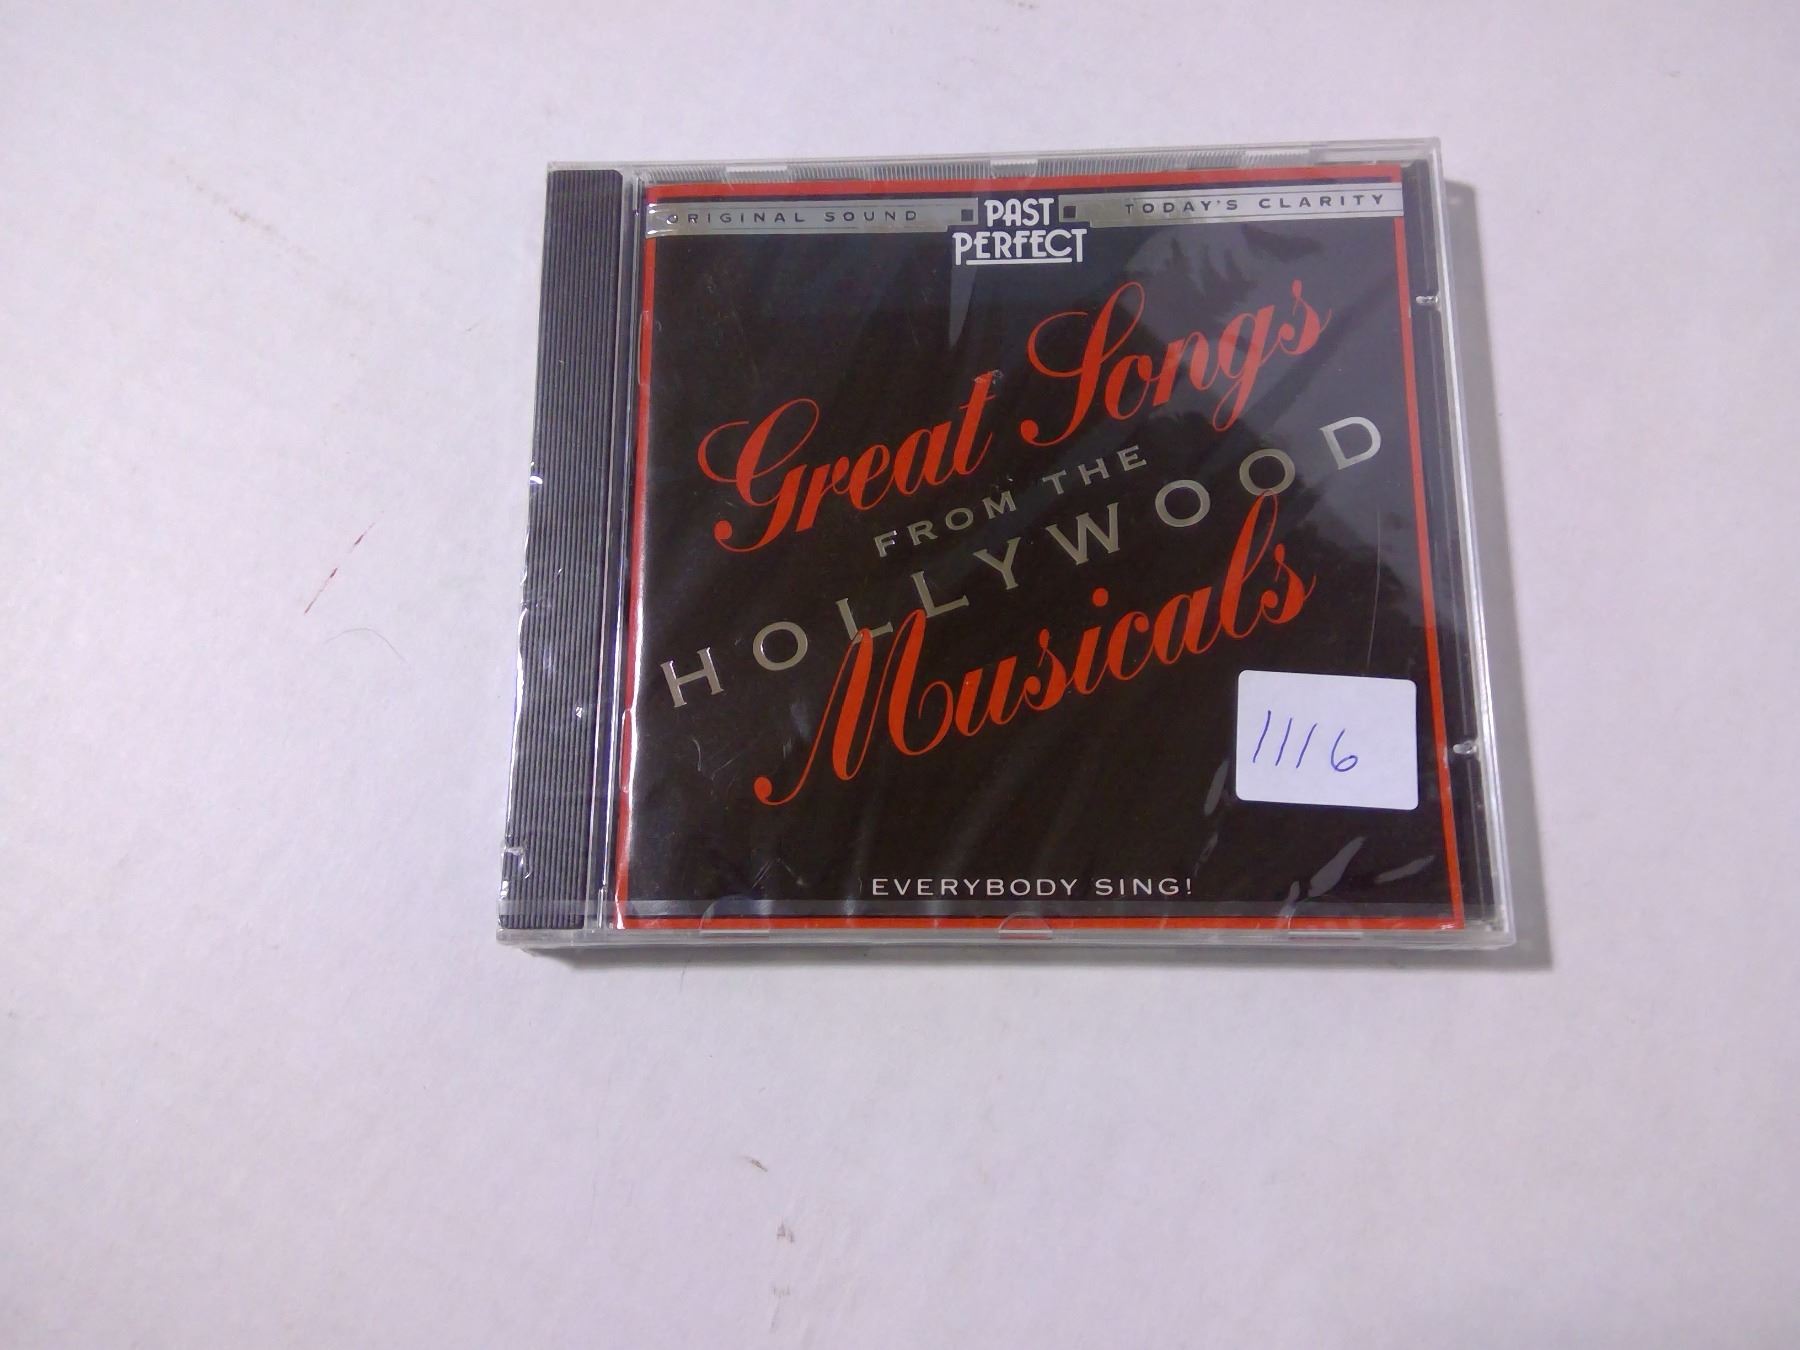 ORIGINAL SOUND PAST TODAY'S CLARITY
PERFECT
Great Songs
FROM THE
HOLLYWOOD
Musicals
1116
EVERYBODY SING!